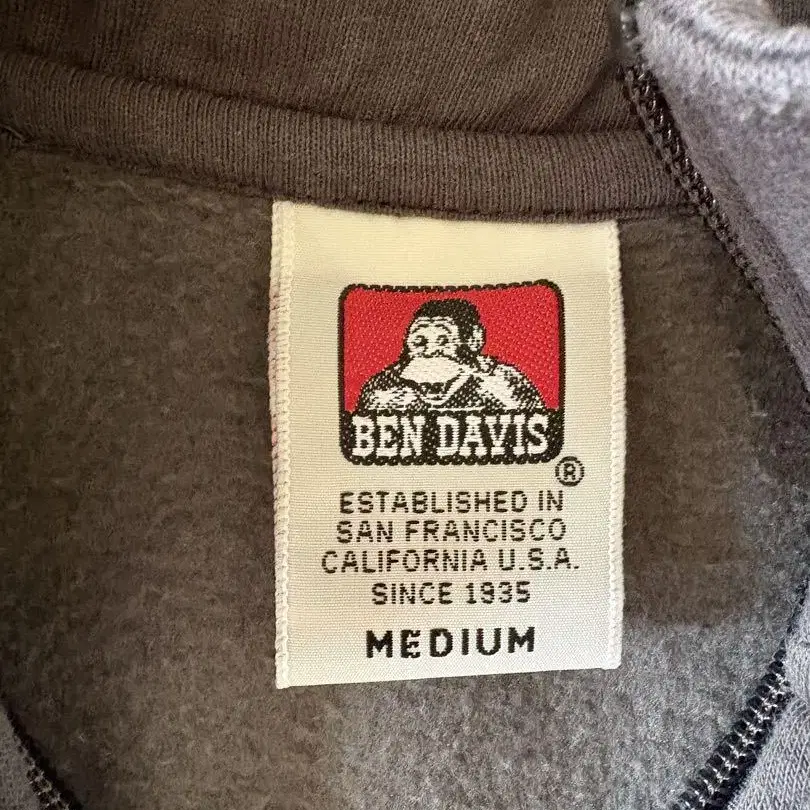 BEN DAVIS
®
ESTABLISHED IN
SAN FRANCISCO
CALIFORNIA U.S.A.
SINCE 1935
MEDIUM